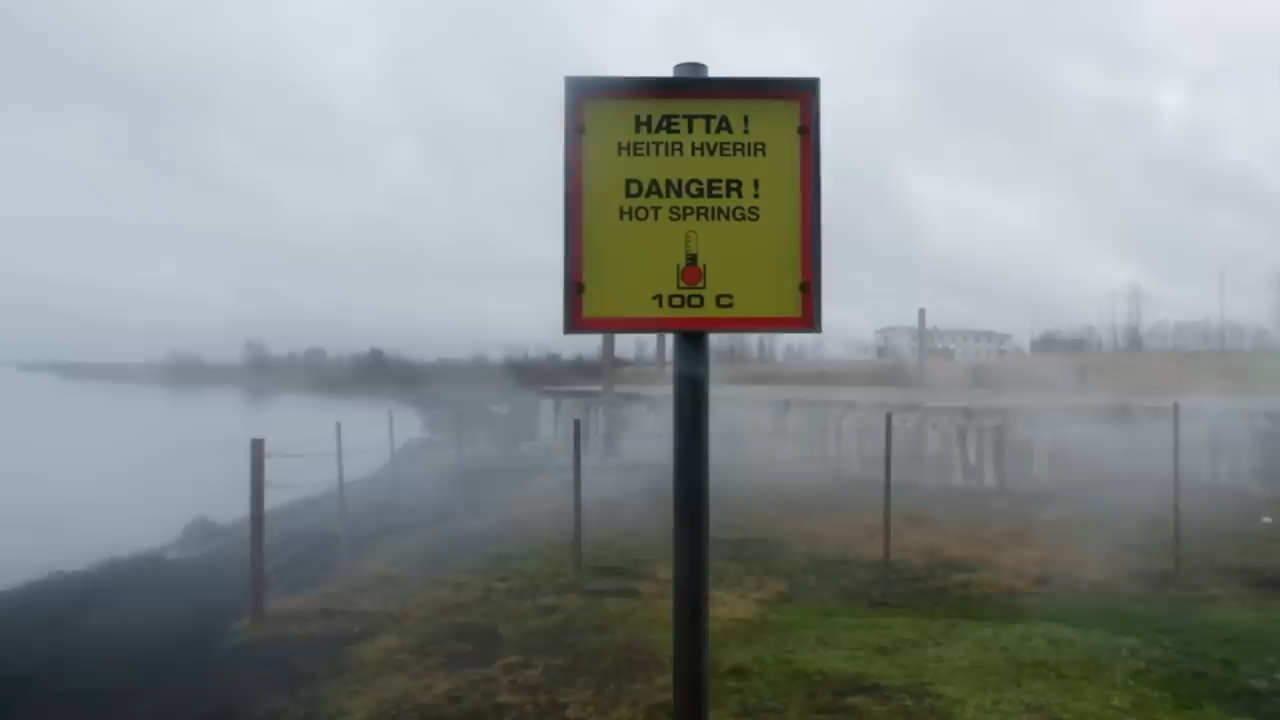 HÆTTA !
HEITIR HVERIR
DANGER !
HOT SPRINGS
100 C